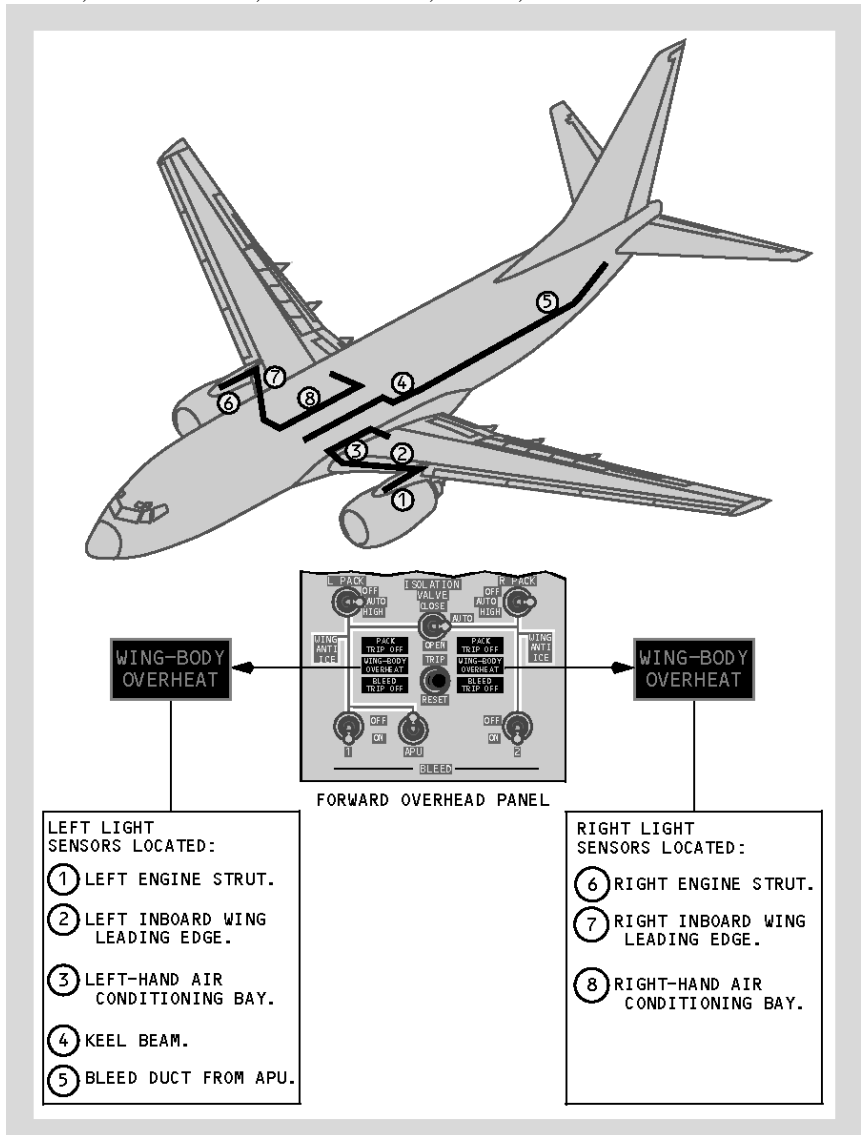 5
7
4
6
8
3
2
1
L PACK
ISOLATION
VALVE
R PACK
OFF
AUTO
HIGH
CLOSE
OFF
AUTO
HIGH
AUTO
WING
ANTI
ICE
PACK
TRIP OFF
OPEN
PACK
TRIP OFF
WING
ANTI
ICE
WING-BODY
OVERHEAT
WING-BODY
OVERHEAT
TRIP
WING-BODY
OVERHEAT
WING-BODY
OVERHEAT
BLEED
TRIP OFF
RESET
BLEED
TRIP OFF
OFF
ON
OFF
ON
1
APU
2
BLEED
FORWARD OVERHEAD PANEL
LEFT LIGHT
SENSORS LOCATED:
1 LEFT ENGINE STRUT.
2 LEFT INBOARD WING
LEADING EDGE.
3 LEFT-HAND AIR
CONDITIONING BAY.
4 KEEL BEAM.
5 BLEED DUCT FROM APU.
RIGHT LIGHT
SENSORS LOCATED:
6 RIGHT ENGINE STRUT.
7 RIGHT INBOARD WING
LEADING EDGE.
8 RIGHT-HAND AIR
CONDITIONING BAY.